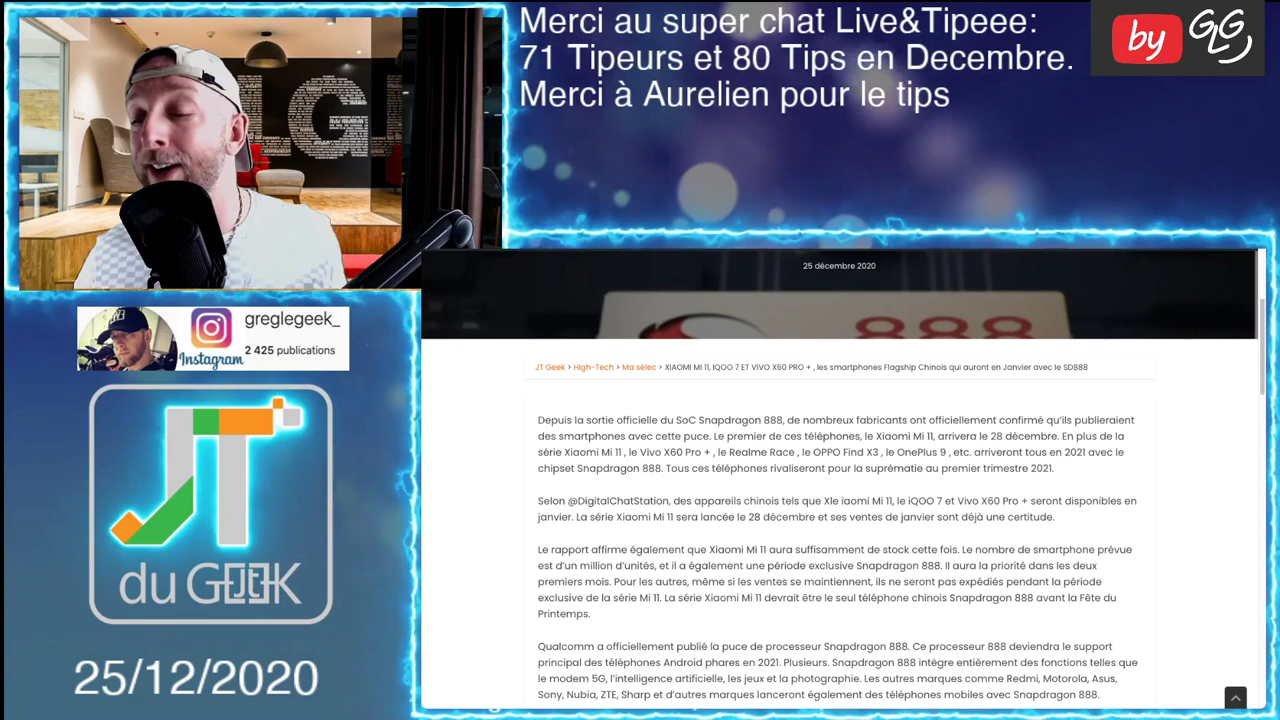 Merci au super chat Live&Tipeee:
71 Tipeurs et 80 Tips en Decembre.
Merci à Aurelien pour le tips
by GLG
25 décembre 2020
888
greglegeek_
2 425 publications
Instagram
JT Geek > High-Tech > Ma sélec > XIAOMI MI 11, IQOO 7 ET VIVO X60 PRO + , les smartphones Flagship Chinois qui auront en Janvier avec le SD888
Depuis la sortie officielle du SoC Snapdragon 888, de nombreux fabricants ont officiellement confirmé qu'ils publieraient
des smartphones avec cette puce. Le premier de ces téléphones, le Xiaomi Mi 11, arrivera le 28 décembre. En plus de la
série Xiaomi Mi 11 , le Vivo X60 Pro + , le Realme Race , le OPPO Find X3 , le OnePlus 9 , etc. arriveront tous en 2021 avec le
chipset Snapdragon 888. Tous ces téléphones rivaliseront pour la suprématie au premier trimestre 2021.
Selon @DigitalChatStation, des appareils chinois tels que Xle iaomi Mi 11, le iQOO 7 et Vivo X60 Pro + seront disponibles en
janvier. La série Xiaomi Mi 11 sera lancée le 28 décembre et ses ventes de janvier sont déjà une certitude.
Le rapport affirme également que Xiaomi Mi 11 aura suffisamment de stock cette fois. Le nombre de smartphone prévue
est d'un million d'unités, et il a également une période exclusive Snapdragon 888. Il aura la priorité dans les deux
premiers mois. Pour les autres, même si les ventes se maintiennent, ils ne seront pas expédiés pendant la période
exclusive de la série Mi 11. La série Xiaomi Mi 11 devrait être le seul téléphone chinois Snapdragon 888 avant la Fête du
Printemps.
Qualcomm a officiellement publié la puce de processeur Snapdragon 888. Ce processeur 888 deviendra le support
principal des téléphones Android phares en 2021. Plusieurs. Snapdragon 888 intègre entièrement des fonctions telles que
le modem 5G, l'intelligence artificielle, les jeux et la photographie. Les autres marques comme Redmi, Motorola, Asus,
Sony, Nubia, ZTE, Sharp et d'autres marques lanceront également des téléphones mobiles avec Snapdragon 888.
JT
du GEEK
25/12/2020